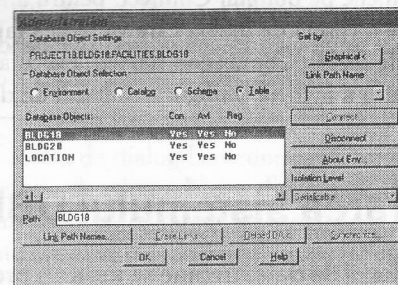 Administration
Database Object Settings
PROJECT18.BLDG18.FACILITIES.BLDG18
Database Object Selection
Environment Catalog Schema Table
Database Objects: Con Avl Reg
BLDG18 Yes Yes No
BLDG20 Yes Yes No
LOCATION Yes Yes No
Set by
Graphical <
Link Path Name
Connect
Disconnect
About Env...
Isolation Level
Serializable
Path: BLDG18
Link Path Names... Erase Links... Synchronize...
OK Cancel Help